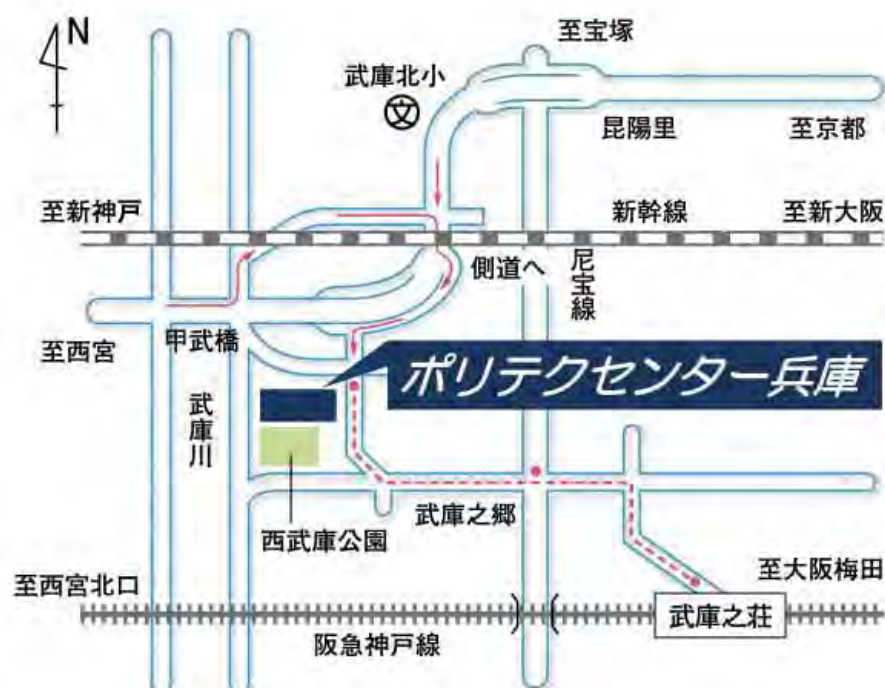 N
至宝塚
武庫北小
文
昆陽里
至京都
至新神戸
新幹線
至新大阪
側道へ
尼宝線
至西宮
甲武橋
ポリテクセンター兵庫
武庫川
武庫之郷
西武庫公園
至西宮北口
至大阪梅田
武庫之荘
阪急神戸線